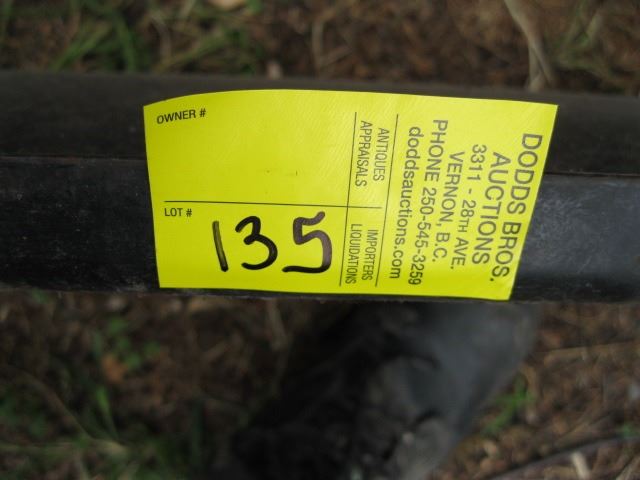 OWNER #
LOT #
135
DODDS BROS.
AUCTIONS
3311 - 28TH AVE.
VERNON, B.C.
PHONE 250-545-3259
doddsauctions.com
ANTIQUES
APPRAISALS
IMPORTERS
LIQUIDATIONS